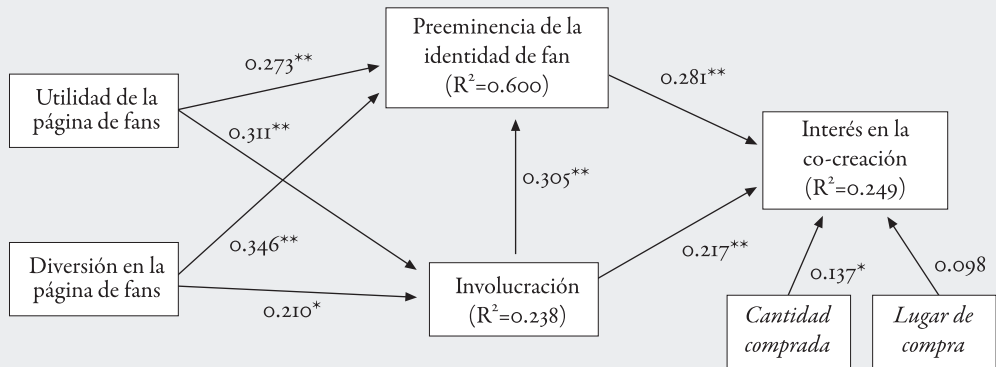 Preeminencia de la
identidad de fan
(R²=0.600)
0.273**
0.281**
Utilidad de la
página de fans
0.311**
Interés en la
co-creación
(R²=0.249)
0.305**
0.346**
0.217**
Diversión en la
página de fans
0.210*
Involucración
(R²=0.238)
0.137*
0.098
Cantidad
comprada
Lugar de
compra